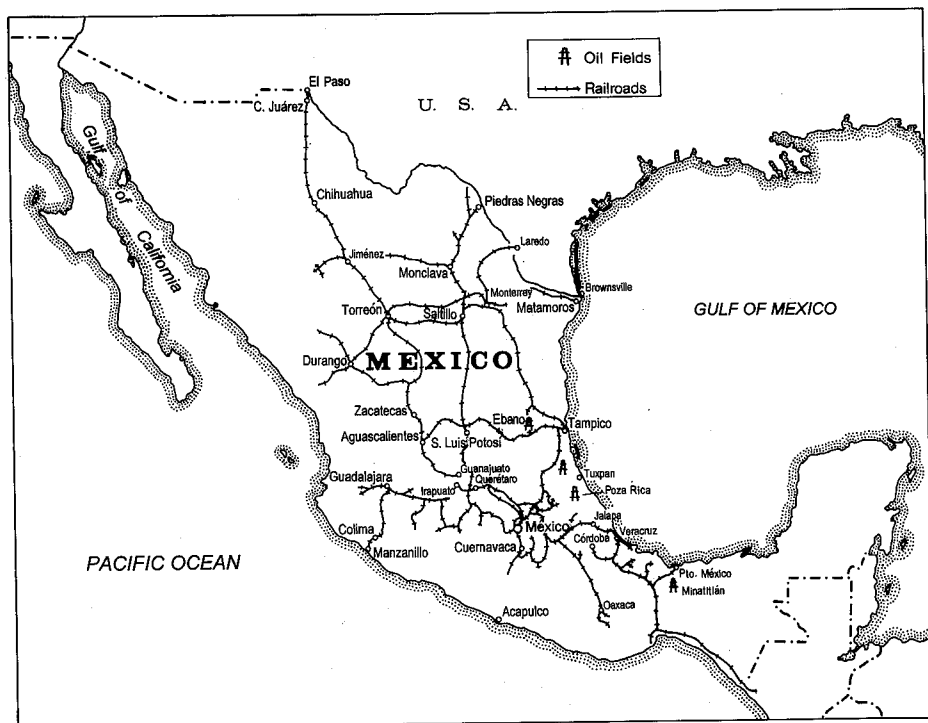 Oil Fields
Railroads
El Paso
C. Juárez
U. S. A.
Gulf of California
Chihuahua
Piedras Negras
Jiménez
Laredo
Monclava
Monterrey
Brownsville
Matamoros
Torreón
Saltillo
GULF OF MEXICO
Durango
MEXICO
Zacatecas
Ebano
Tampico
Aguascalientes
S. Luis Potosí
Guanajuato
Tuxpan
Guadalajara
Irapuato
Querétaro
Poza Rica
México
Jalapa
Veracruz
Colima
Córdoba
Cuernavaca
Manzanillo
PACIFIC OCEAN
Pto. México
Minatitlán
Oaxaca
Acapulco